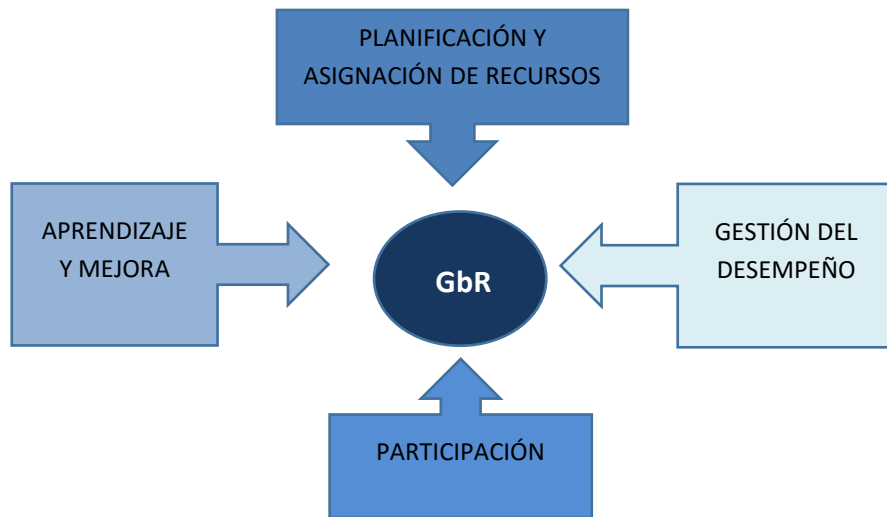 PLANIFICACIÓN Y
ASIGNACIÓN DE RECURSOS
APRENDIZAJE
Y MEJORA
GbR
GESTIÓN DEL
DESEMPEÑO
PARTICIPACIÓN